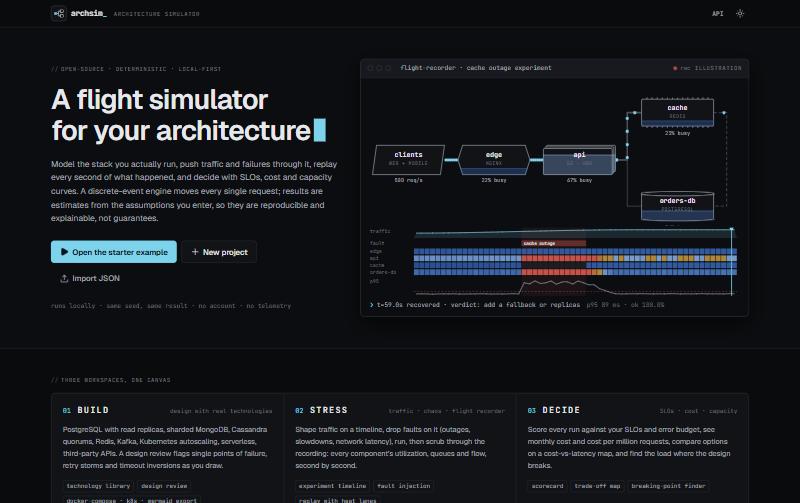 archsim_ ARCHITECTURE SIMULATOR
API
// OPEN-SOURCE · DETERMINISTIC · LOCAL-FIRST
A flight simulator
for your architecture
Model the stack you actually run, push traffic and failures through it, replay
every second of what happened, and decide with SLOs, cost and capacity
curves. A discrete-event engine moves every single request; results are
estimates from the assumptions you enter, so they are reproducible and
explainable, not guarantees.
Open the starter example
New project
Import JSON
runs locally · same seed, same result · no account · no telemetry
flight-recorder · cache outage experiment
rec ILLUSTRATION
clients
WEB + MOBILE
580 req/s
edge
NGINX
22% busy
api
67% busy
cache
REDIS
23% busy
orders-db
POSTGRESQL
traffic
fault
cache outage
edge
api
cache
orders-db
p95
t=59.0s recovered · verdict: add a fallback or replicas p95 89 ms · ok 100.0%
// THREE WORKSPACES, ONE CANVAS
01 BUILD
design with real technologies
PostgreSQL with read replicas, sharded MongoDB, Cassandra
quorums, Redis, Kafka, Kubernetes autoscaling, serverless,
third-party APIs. A design review flags single points of failure,
retry storms and timeout inversions as you draw.
technology library
design review
docker compose · k8s · mermaid export
02 STRESS
traffic · chaos · flight recorder
Shape traffic on a timeline, drop faults on it (outages,
slowdowns, network latency), run, then scrub through the
recording: every component's utilization, queues and flow,
second by second.
experiment timeline
fault injection
replay with heat lanes
03 DECIDE
SLOs · cost · capacity
Score every run against your SLOs and error budget, see
monthly cost and cost per million requests, compare options
on a cost-vs-latency map, and find the load where the design
breaks.
scorecard
trade-off map
breaking-point finder